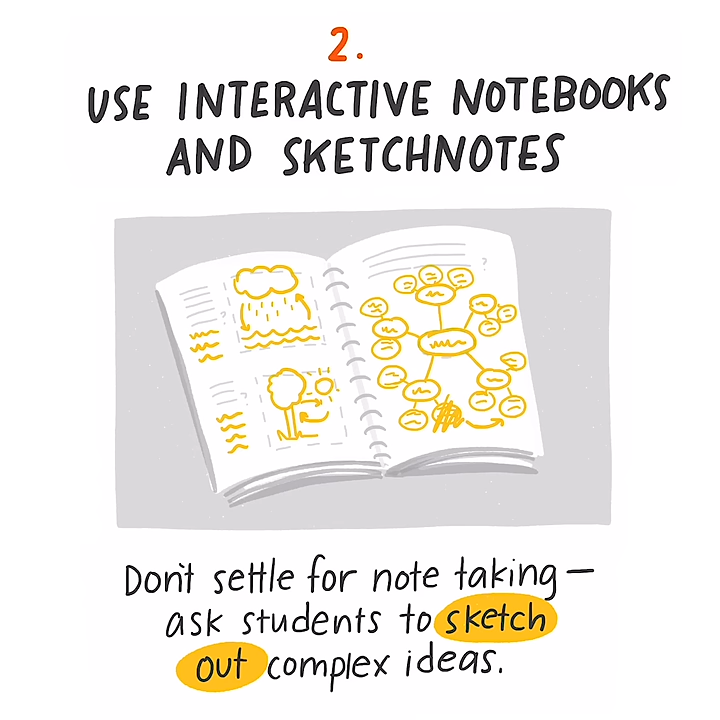 2.
USE INTERACTIVE NOTEBOOKS
AND SKETCHNOTES
Don't settle for note taking—
ask students to sketch
out complex ideas.